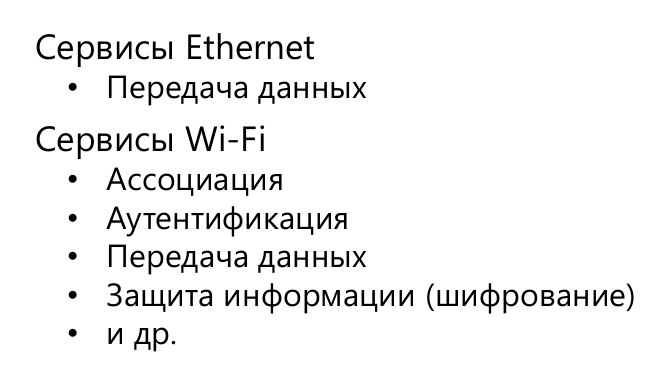 Сервисы Ethernet
• Передача данных
Сервисы Wi-Fi
• Ассоциация
• Аутентификация
• Передача данных
• Защита информации (шифрование)
• и др.